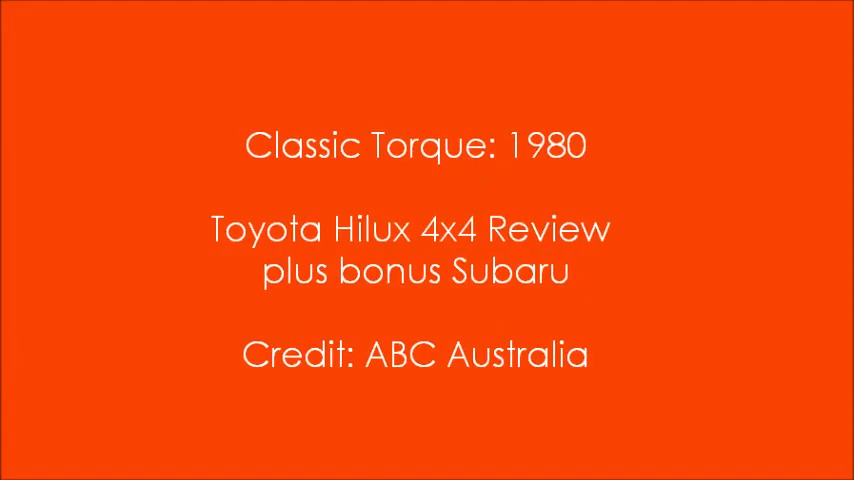 Classic Torque: 1980
Toyota Hilux 4x4 Review
plus bonus Subaru
Credit: ABC Australia